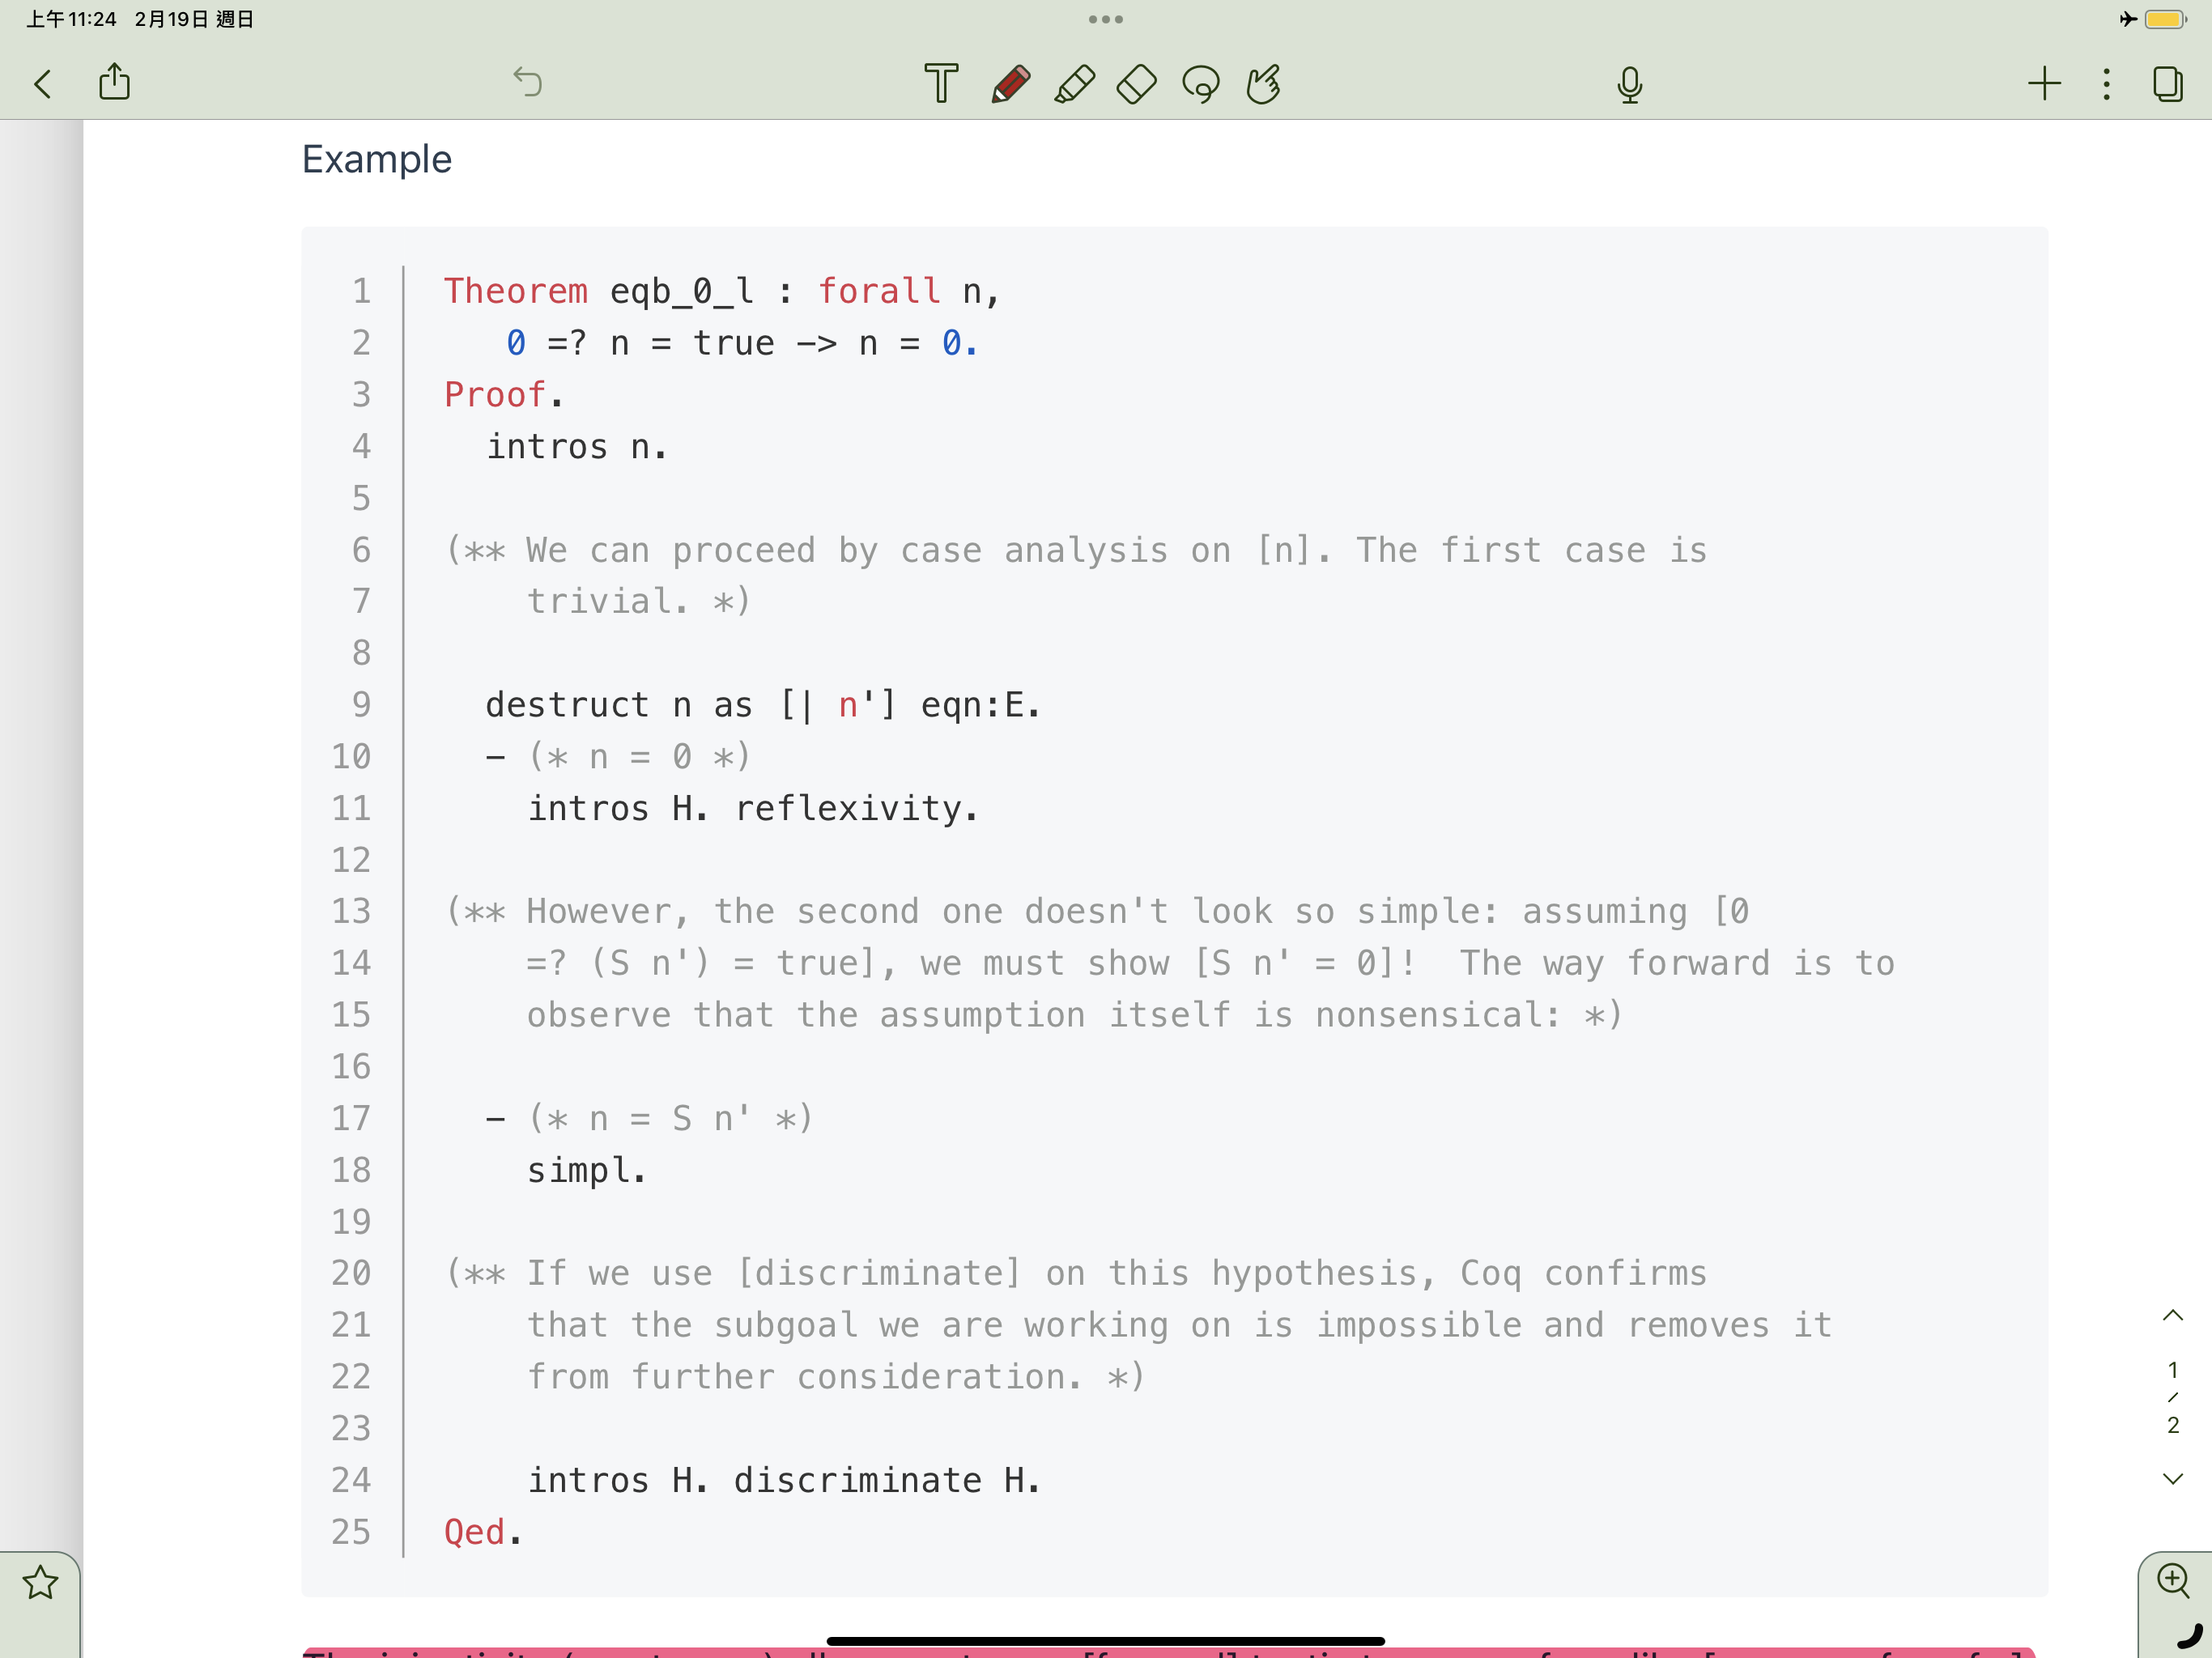 上午11:24 2月19日 週日
Example
1 Theorem eqb_0_l : forall n,
2 0 =? n = true -> n = 0.
3 Proof.
4 intros n.
5
6 (** We can proceed by case analysis on [n]. The first case is
7 trivial. *)
8
9 destruct n as [| n'] eqn:E.
10 - (* n = 0 *)
11 intros H. reflexivity.
12
13 (** However, the second one doesn't look so simple: assuming [0
14 =? (S n') = true], we must show [S n' = 0]!  The way forward is to
15 observe that the assumption itself is nonsensical: *)
16
17 - (* n = S n' *)
18 simpl.
19
20 (** If we use [discriminate] on this hypothesis, Coq confirms
21 that the subgoal we are working on is impossible and removes it
22 from further consideration. *)
23
24 intros H. discriminate H.
25 Qed.
1
/
2